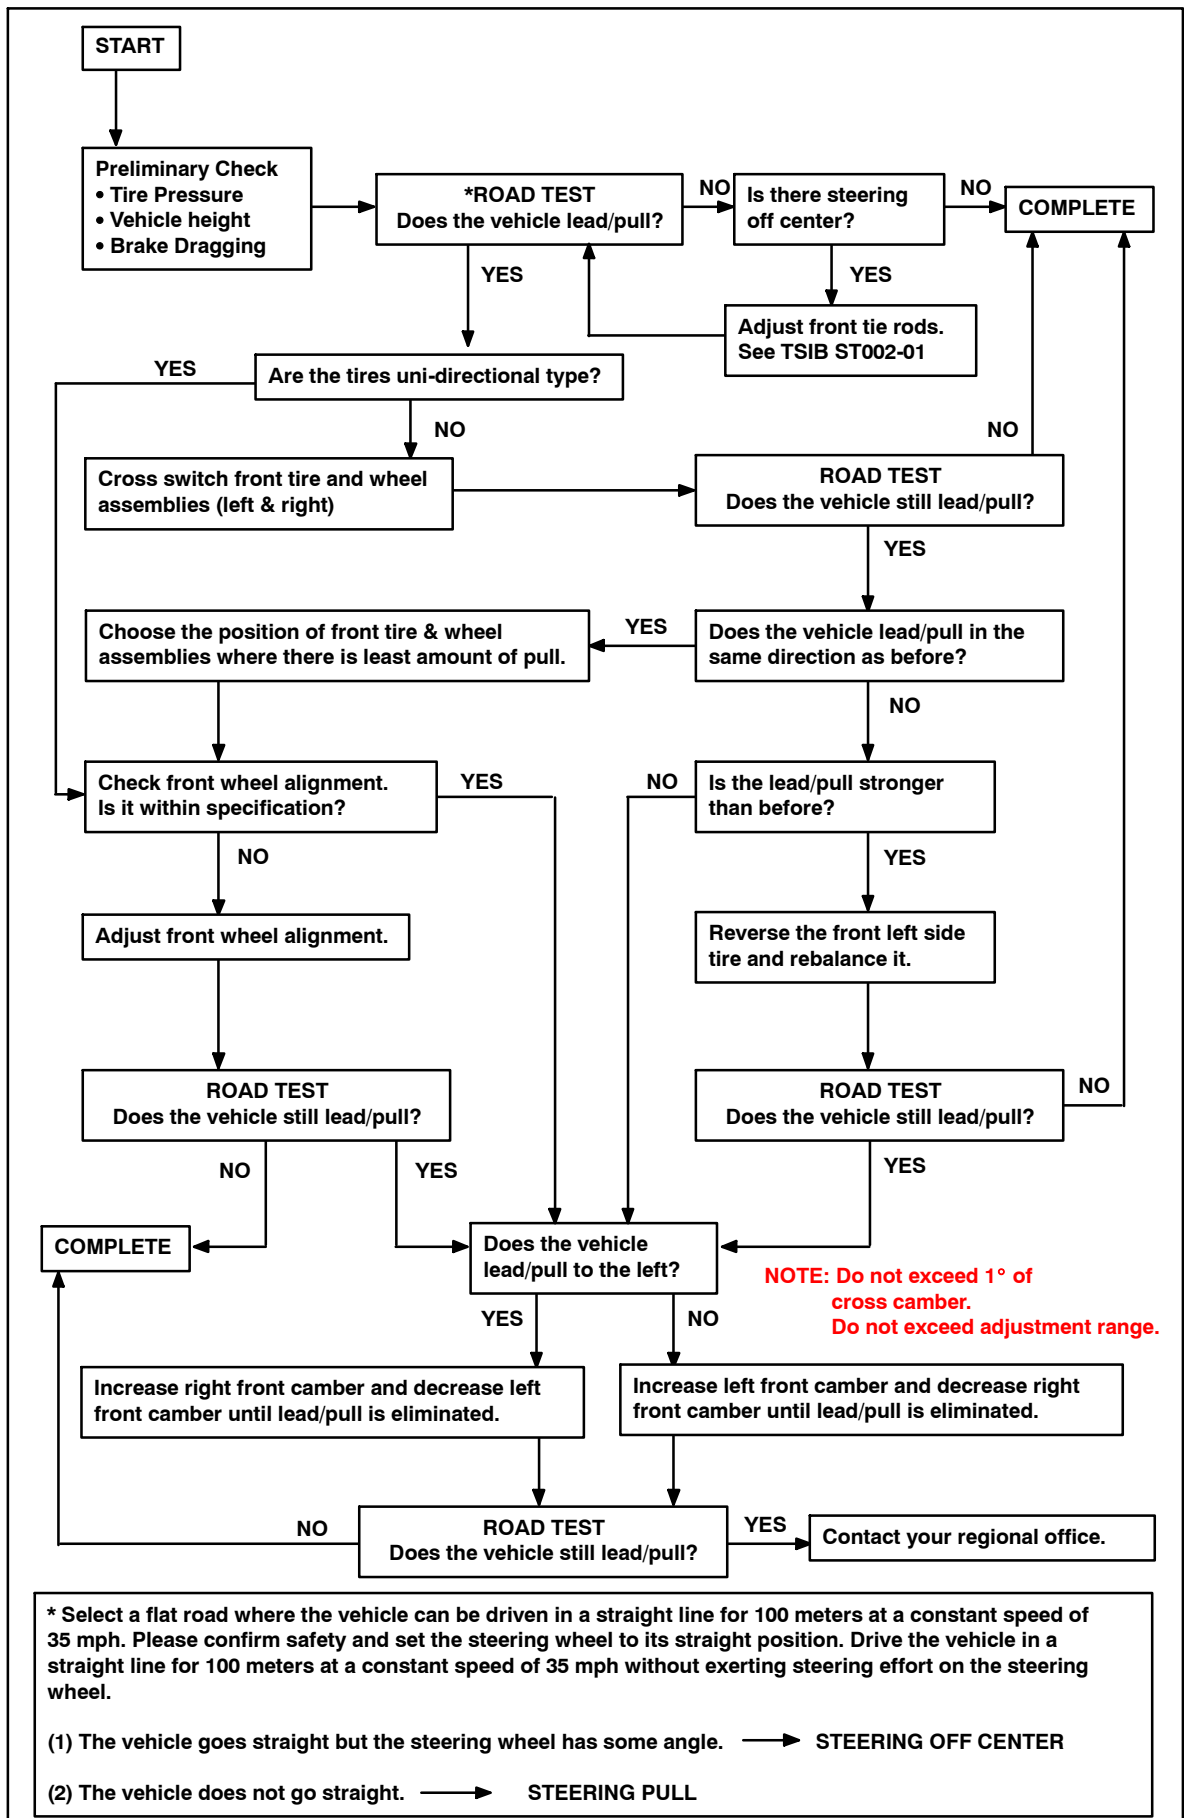 START
Preliminary Check
• Tire Pressure
• Vehicle height
• Brake Dragging
*ROAD TEST
Does the vehicle lead/pull?
NO
Is there steering
off center?
NO
COMPLETE
YES
YES
Adjust front tie rods.
See TSIB ST002-01
YES
Are the tires uni-directional type?
NO
NO
Cross switch front tire and wheel
assemblies (left & right)
ROAD TEST
Does the vehicle still lead/pull?
YES
Choose the position of front tire & wheel
assemblies where there is least amount of pull.
YES
Does the vehicle lead/pull in the
same direction as before?
NO
Check front wheel alignment.
Is it within specification?
YES
NO
Is the lead/pull stronger
than before?
NO
YES
Adjust front wheel alignment.
Reverse the front left side
tire and rebalance it.
ROAD TEST
Does the vehicle still lead/pull?
ROAD TEST
Does the vehicle still lead/pull?
NO
NO
YES
YES
COMPLETE
Does the vehicle
lead/pull to the left?
NOTE: Do not exceed 1° of
cross camber.
Do not exceed adjustment range.
YES
NO
Increase right front camber and decrease left
front camber until lead/pull is eliminated.
Increase left front camber and decrease right
front camber until lead/pull is eliminated.
NO
ROAD TEST
Does the vehicle still lead/pull?
YES
Contact your regional office.
* Select a flat road where the vehicle can be driven in a straight line for 100 meters at a constant speed of
35 mph. Please confirm safety and set the steering wheel to its straight position. Drive the vehicle in a
straight line for 100 meters at a constant speed of 35 mph without exerting steering effort on the steering
wheel.
(1) The vehicle goes straight but the steering wheel has some angle. STEERING OFF CENTER
(2) The vehicle does not go straight. STEERING PULL